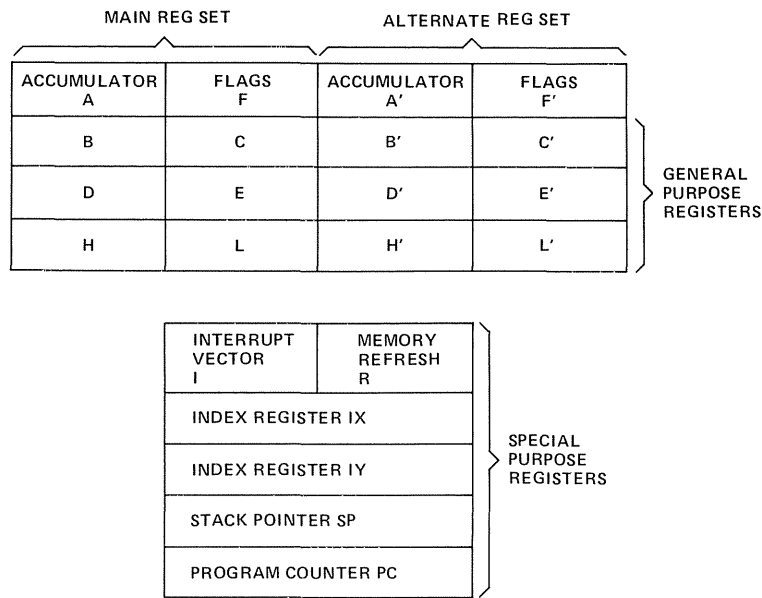 MAIN REG SET
ALTERNATE REG SET
ACCUMULATOR
A
FLAGS
F
ACCUMULATOR
A'
FLAGS
F'
B
C
B'
C'
D
E
D'
E'
H
L
H'
L'
GENERAL
PURPOSE
REGISTERS
INTERRUPT
VECTOR
I
MEMORY
REFRESH
R
INDEX REGISTER IX
INDEX REGISTER IY
STACK POINTER SP
PROGRAM COUNTER PC
SPECIAL
PURPOSE
REGISTERS